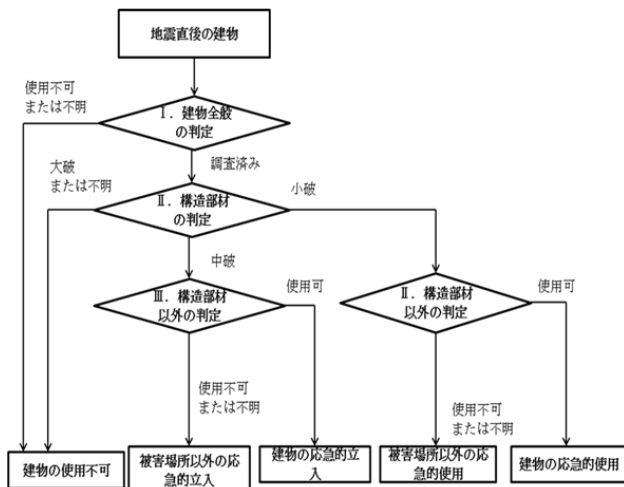 地震直後の建物
使用不可
または不明
Ⅰ．建物全般
の判定
調査済み
大破
または不明
Ⅱ．構造部材
の判定
小破
中破
Ⅲ．構造部材
以外の判定
使用可
Ⅱ．構造部材
以外の判定
使用可
使用不可
または不明
使用不可
または不明
建物の使用不可
被害場所以外の応
急的立入
建物の応急的立
入
被害場所以外の応
急的使用
建物の応急的使用